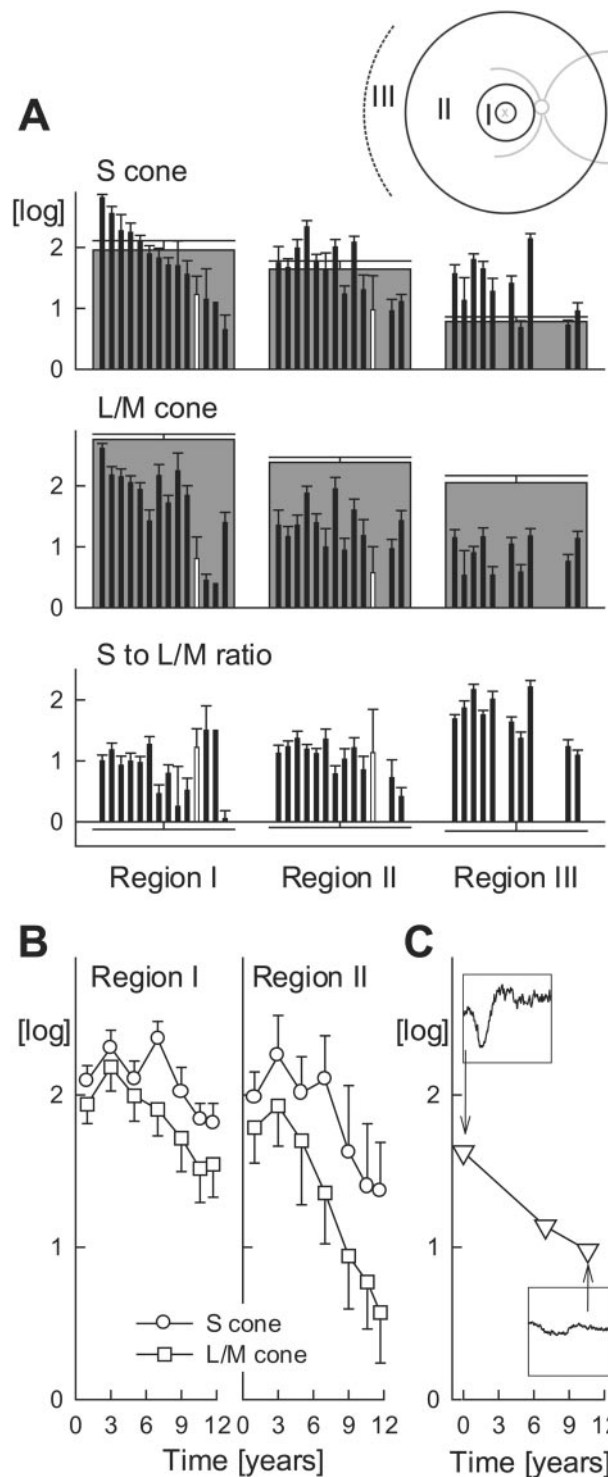 III
II
I
x
A
S cone
[log]
2
1
0
L/M cone
2
1
0
S to L/M ratio
2
1
0
Region I Region II Region III
B C
Region I Region II
[log] [log]
2 2
1 1
S cone
L/M cone
0 0
0 3 6 9 12 0 3 6 9 12 0 3 6 9 12
Time [years] Time [years]